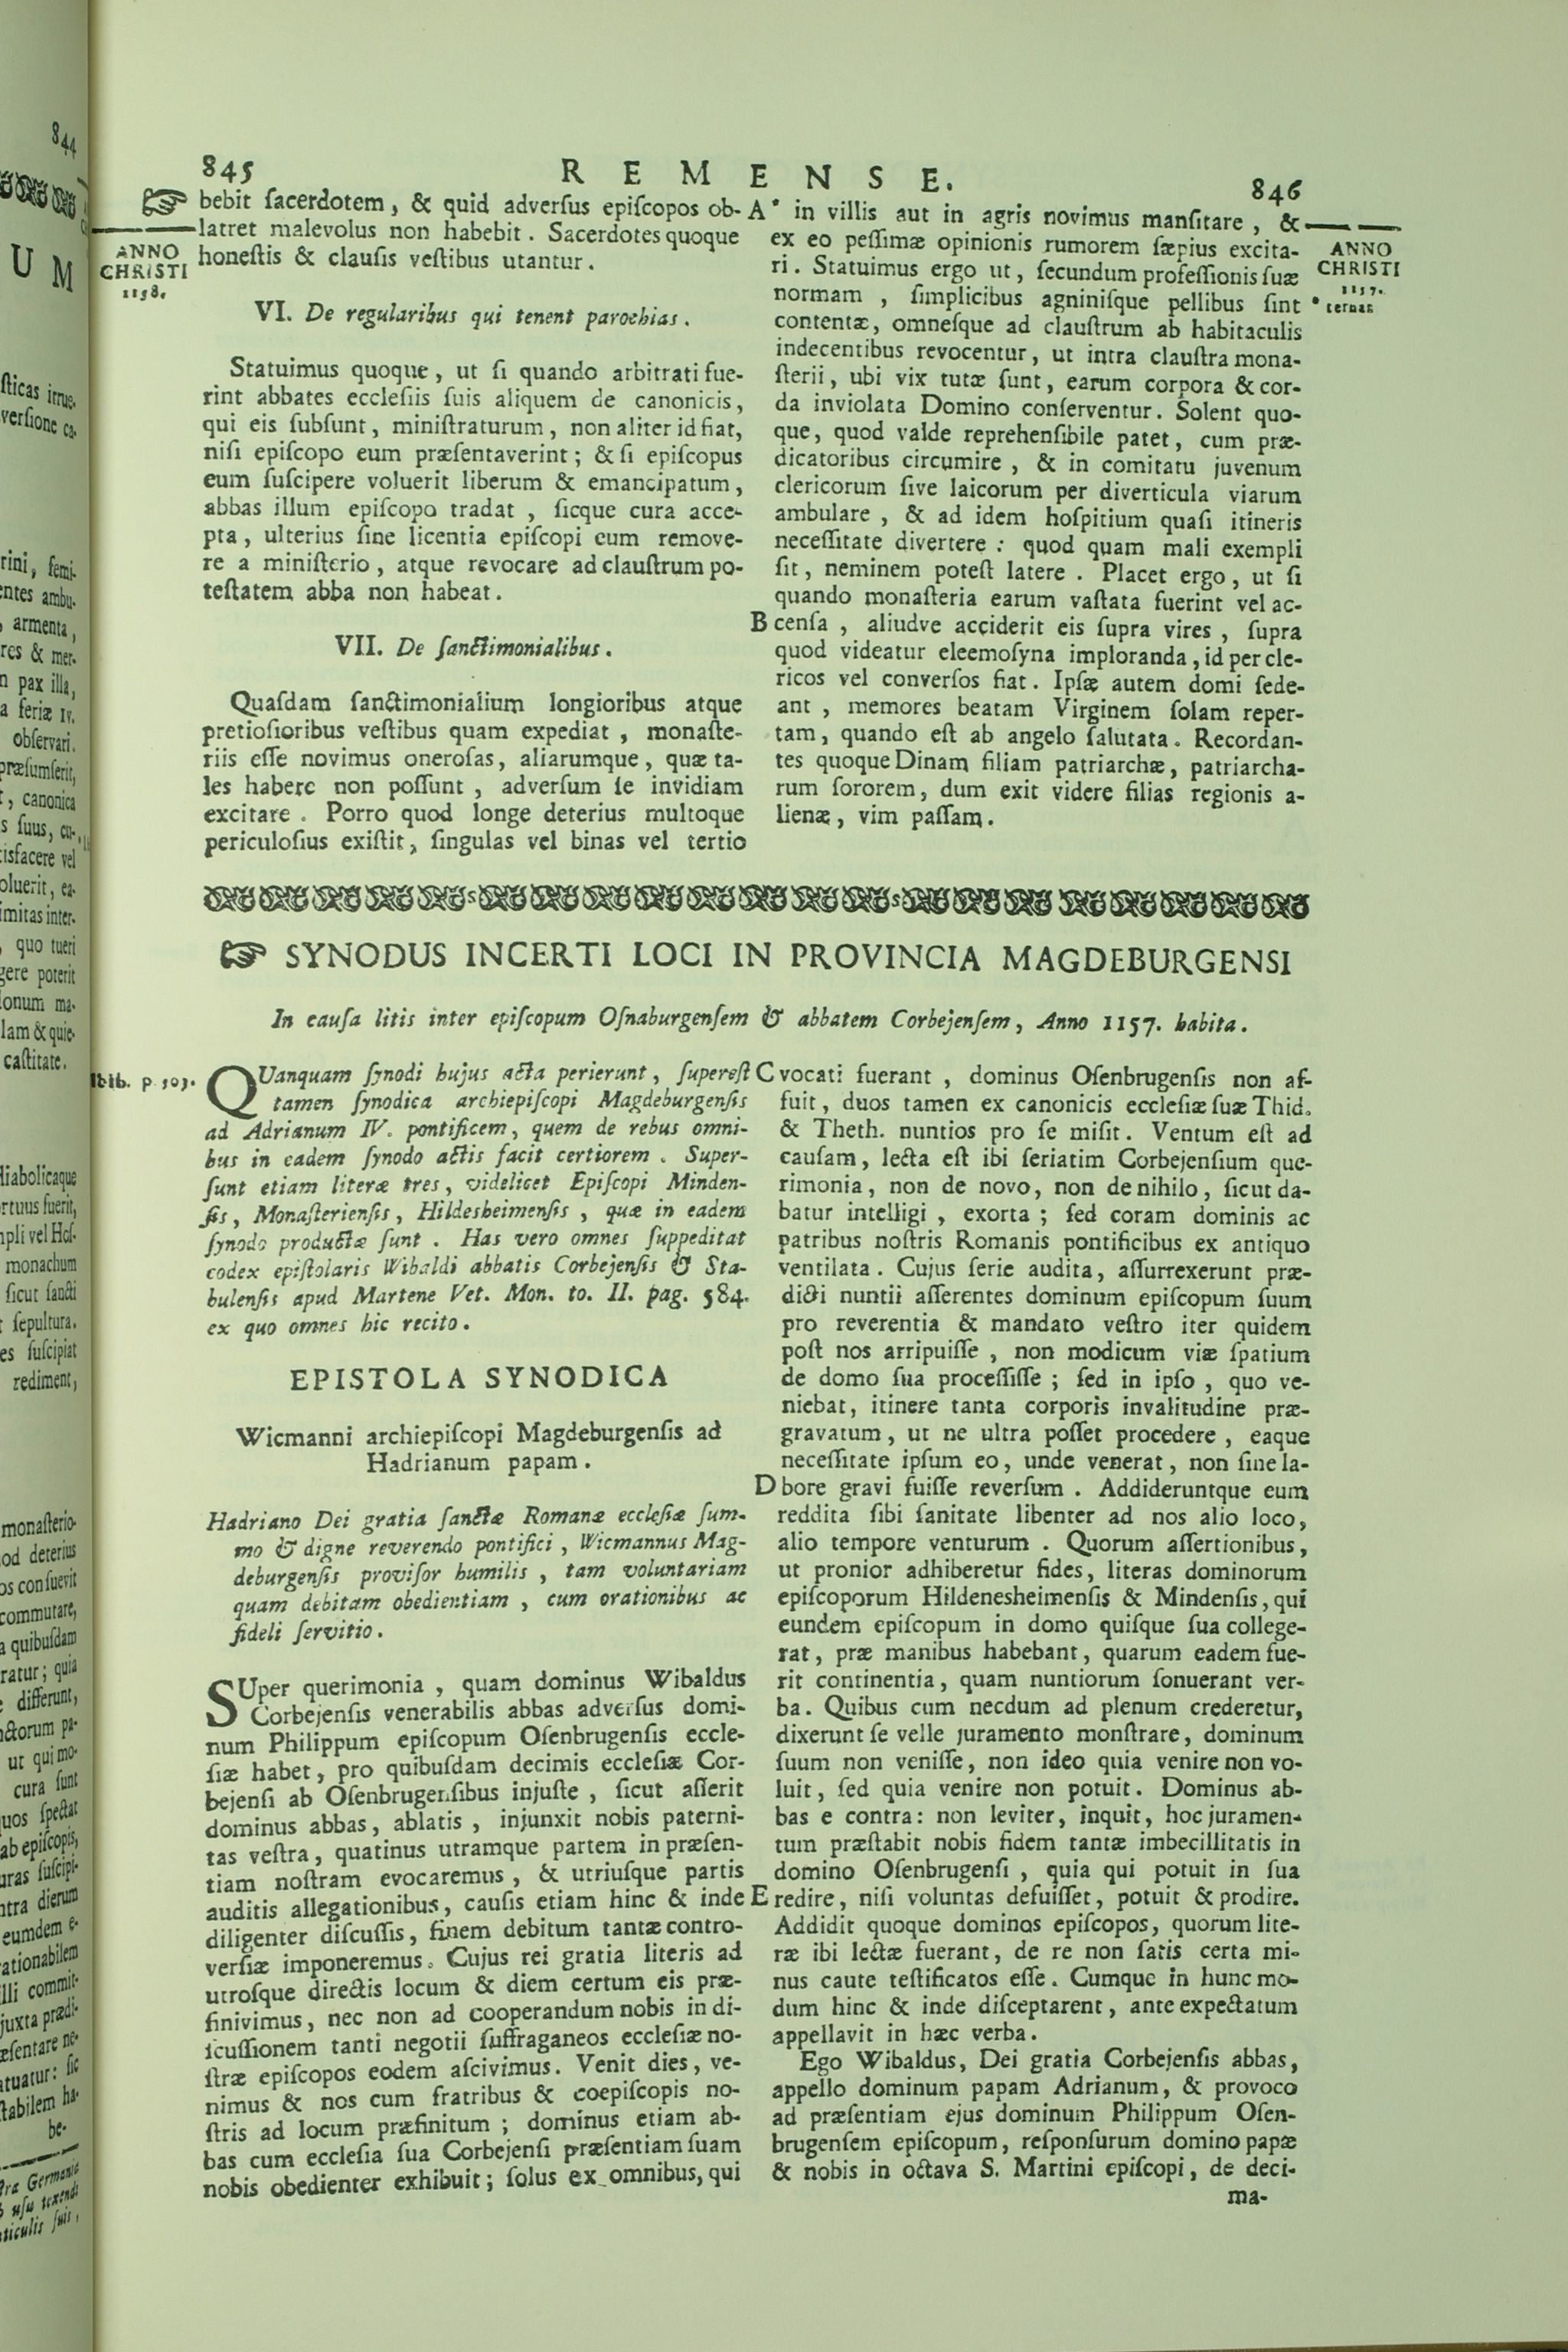 845
REMENSE.
846
bebit ſacerdotem, & quid adverſus epiſcopos ob-
latret malevolus non habebit. Sacerdotes quoque
honeſtis & clauſis veſtibus utantur.
ANNO
CHRISTI
1158.
VI. De regularibus qui tenent parochias.
Statuimus quoque, ut ſi quando arbitrati fue-
rint abbates eccleſiis ſuis aliquem de canonicis,
qui eis ſubſunt, miniſtraturum, non aliter id fiat,
niſi epiſcopo eum præſentaverint; & ſi epiſcopus
eum ſuſcipere voluerit liberum & emancipatum,
abbas illum epiſcopo tradat, ſicque cura acce-
pta, ulterius ſine licentia epiſcopi eum remove-
re a miniſterio, atque revocare ad clauſtrum po-
teſtatem abba non habeat.
VII. De ſanctimonialibus.
Quaſdam ſanctimonialium longioribus atque
pretioſioribus veſtibus quam expediat, monaſte-
riis eſſe novimus oneroſas, aliarumque, quæ ta-
les habere non poſſunt, adverſum ſe invidiam
excitare. Porro quod longe deterius multoque
periculoſius exiſtit, ſingulas vel binas vel tertio
A * in villis aut in agris novimus manſitare, &
ex eo peſſimæ opinionis rumorem ſæpius excita-
ri. Statuimus ergo ut, ſecundum profeſſionis ſuæ
normam, ſimplicibus agniniſque pellibus ſint
contentæ, omneſque ad clauſtrum ab habitaculis
indecentibus revocentur, ut intra clauſtra mona-
ſterii, ubi vix tutæ ſunt, earum corpora & cor-
da inviolata Domino conſerventur. Solent quo-
que, quod valde reprehenſibile patet, cum præ-
dicatoribus circumire, & in comitatu juvenum
clericorum ſive laicorum per diverticula viarum
ambulare, & ad idem hoſpitium quaſi itineris
neceſſitate divertere: quod quam mali exempli
ſit, neminem poteſt latere. Placet ergo, ut ſi
quando monaſteria earum vaſtata fuerint vel ac-
B cenſa, aliudve acciderit eis ſupra vires, ſupra
quod videatur eleemoſyna imploranda, id per cle-
ricos vel converſos fiat. Ipſæ autem domi ſede-
ant, memores beatam Virginem ſolam reper-
tam, quando eſt ab angelo ſalutata. Recordan-
tes quoque Dinam filiam patriarchæ, patriarcha-
rum ſororem, dum exit videre filias regionis a-
lienæ, vim paſſam.
ANNO
CHRISTI
1157.
* ternas
SYNODUS INCERTI LOCI IN PROVINCIA MAGDEBURGENSI
In cauſa litis inter epiſcopum Oſnaburgenſem & abbatem Corbejenſem, Anno 1157. habita.
Ibib. p 303.
QUanquam ſynodi hujus acta perierunt, ſupereſt
tamen ſynodica archiepiſcopi Magdeburgenſis
ad Adrianum IV. pontificem, quem de rebus omni-
bus in eadem ſynodo actis facit certiorem. Super-
ſunt etiam literæ tres, videlicet Epiſcopi Minden-
ſis, Monaſterienſis, Hildesheimenſis, quæ in eadem
ſynodo productæ ſunt. Has vero omnes ſuppeditat
codex epiſtolaris Wibaldi abbatis Corbejenſis & Sta-
bulenſis apud Martene Vet. Mon. to. II. pag. 584.
ex quo omnes hic recito.
EPISTOLA SYNODICA
Wicmanni archiepiſcopi Magdeburgenſis ad
Hadrianum papam.
Hadriano Dei gratia ſanctæ Romanæ eccleſiæ ſum-
mo & digne reverendo pontifici, Wicmannus Mag-
deburgenſis proviſor humilis, tam voluntariam
quam debitam obedientiam, cum orationibus ac
fideli ſervitio.
SUper querimonia, quam dominus Wibaldus
Corbejenſis venerabilis abbas adverſus domi-
num Philippum epiſcopum Oſenbrugenſis eccle-
ſiæ habet, pro quibuſdam decimis eccleſiæ Cor-
bejenſi ab Oſenbrugenſibus injuſte, ſicut aſſerit
dominus abbas, ablatis, injunxit nobis paterni-
tas veſtra, quatinus utramque partem in præſen-
tiam noſtram evocaremus, & utriuſque partis
auditis allegationibus, cauſis etiam hinc & inde
diligenter diſcuſſis, finem debitum tantæ contro-
verſiæ imponeremus. Cujus rei gratia literis ad
utroſque directis locum & diem certum eis præ-
finivimus, nec non ad cooperandum nobis in di-
ſcuſſionem tanti negotii ſuffraganeos eccleſiæ no-
ſtræ epiſcopos eodem aſcivimus. Venit dies, ve-
nimus & nos cum fratribus & coepiſcopis no-
ſtris ad locum præfinitum; dominus etiam ab-
bas cum eccleſia ſua Corbejenſi præſentiam ſuam
nobis obedienter exhibuit; ſolus ex omnibus, qui
C vocati fuerant, dominus Oſenbrugenſis non af-
fuit, duos tamen ex canonicis eccleſiæ ſuæ Thid.
& Theth. nuntios pro ſe miſit. Ventum eſt ad
cauſam, lecta eſt ibi ſeriatim Corbejenſium que-
rimonia, non de novo, non de nihilo, ſicut da-
batur intelligi, exorta; ſed coram dominis ac
patribus noſtris Romanis pontificibus ex antiquo
ventilata. Cujus ſerie audita, aſſurrexerunt præ-
dicti nuntii aſſerentes dominum epiſcopum ſuum
pro reverentia & mandato veſtro iter quidem
poſt nos arripuiſſe, non modicum viæ ſpatium
de domo ſua proceſſiſſe; ſed in ipſo, quo ve-
niebat, itinere tanta corporis invalitudine præ-
gravatum, ut ne ultra poſſet procedere, eaque
neceſſitate ipſum eo, unde venerat, non ſine la-
D bore gravi fuiſſe reverſum. Addideruntque eum
reddita ſibi ſanitate libenter ad nos alio loco,
alio tempore venturum. Quorum aſſertionibus,
ut pronior adhiberetur fides, literas dominorum
epiſcoporum Hildenesheimenſis & Mindenſis, qui
eundem epiſcopum in domo quiſque ſua college-
rat, præ manibus habebant, quarum eadem fue-
rit continentia, quam nuntiorum ſonuerant ver-
ba. Quibus cum necdum ad plenum crederetur,
dixerunt ſe velle juramento monſtrare, dominum
ſuum non veniſſe, non ideo quia venire non vo-
luit, ſed quia venire non potuit. Dominus ab-
bas e contra: non leviter, inquit, hoc juramen-
tum præſtabit nobis fidem tantæ imbecillitatis in
domino Oſenbrugenſi, quia qui potuit in ſua
E redire, niſi voluntas defuiſſet, potuit & prodire.
Addidit quoque dominos epiſcopos, quorum lite-
ræ ibi lectæ fuerant, de re non ſatis certa mi-
nus caute teſtificatos eſſe. Cumque in hunc mo-
dum hinc & inde diſceptarent, ante expectatum
appellavit in hæc verba.
Ego Wibaldus, Dei gratia Corbejenſis abbas,
appello dominum papam Adrianum, & provoco
ad præſentiam ejus dominum Philippum Oſen-
brugenſem epiſcopum, reſponſurum domino papæ
& nobis in octava S. Martini epiſcopi, de deci-
ma-